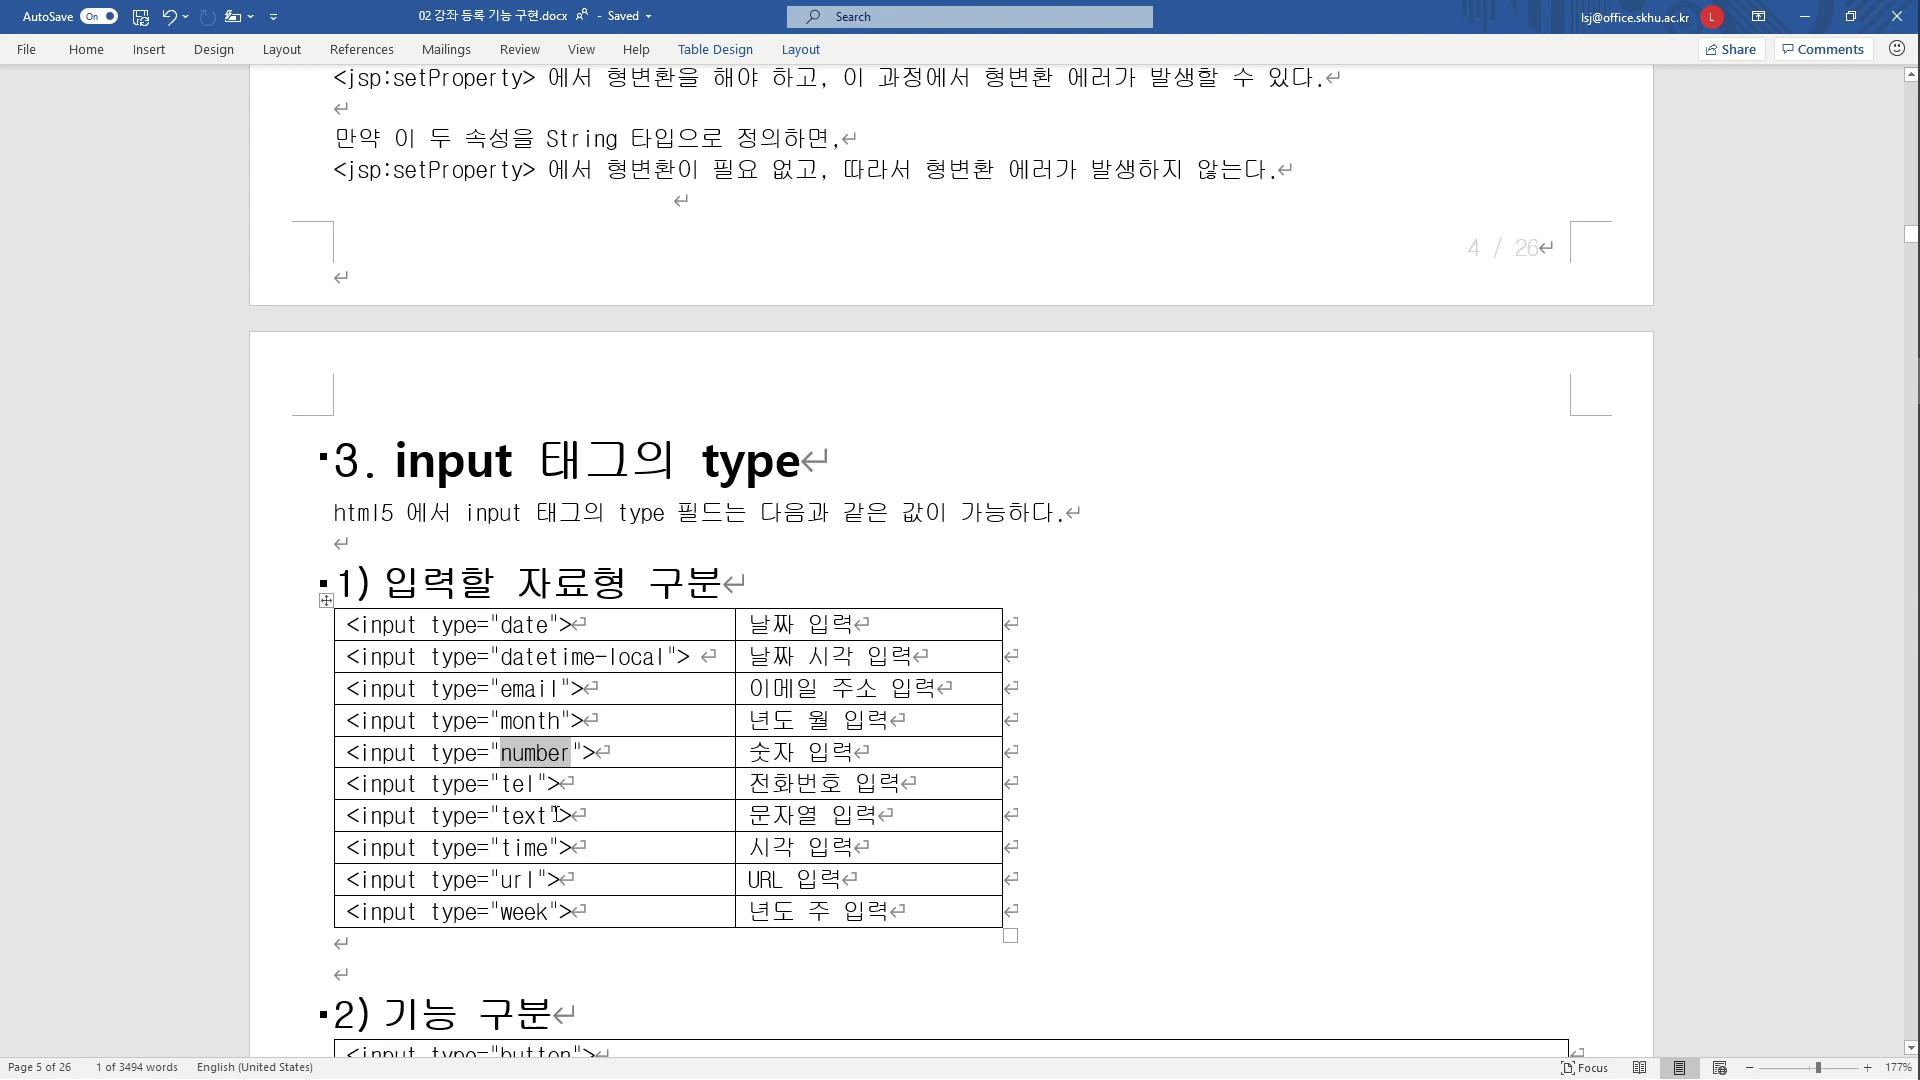 AutoSave On 02 강좌 등록 기능 구현.docx - Saved Search lsj@office.skhu.ac.kr L
File Home Insert Design Layout References Mailings Review View Help Table Design Layout Share Comments
<jsp:setProperty> 에서 형변환을 해야 하고, 이 과정에서 형변환 에러가 발생할 수 있다.
만약 이 두 속성을 String 타입으로 정의하면,
<jsp:setProperty> 에서 형변환이 필요 없고, 따라서 형변환 에러가 발생하지 않는다.
4 / 26
3. input 태그의 type
html5 에서 input 태그의 type 필드는 다음과 같은 값이 가능하다.
1) 입력할 자료형 구분
<input type="date"> 날짜 입력
<input type="datetime-local"> 날짜 시각 입력
<input type="email"> 이메일 주소 입력
<input type="month"> 년도 월 입력
<input type="number"> 숫자 입력
<input type="tel"> 전화번호 입력
<input type="text"> 문자열 입력
<input type="time"> 시각 입력
<input type="url"> URL 입력
<input type="week"> 년도 주 입력
2) 기능 구분
<input type="button">
Page 5 of 26 1 of 3494 words English (United States) Focus 177%